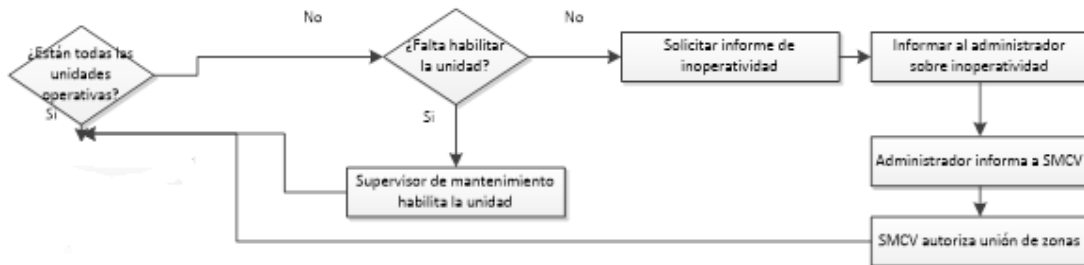 No
No
¿Están todas las
unidades
operativas?
Si
¿Falta habilitar
la unidad?
Si
Solicitar informe de
inoperatividad
Informar al administrador
sobre inoperatividad
Supervisor de mantenimiento
habilita la unidad
Administrador informa a SMCV
SMCV autoriza unión de zonas